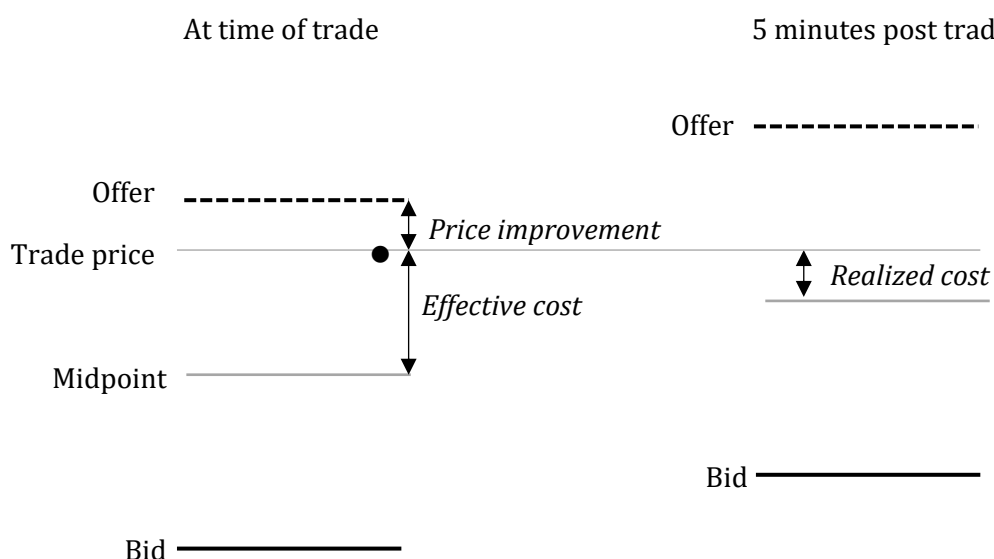 At time of trade
5 minutes post trad
Offer
Offer
Price improvement
Trade price
Realized cost
Effective cost
Midpoint
Bid
Bid